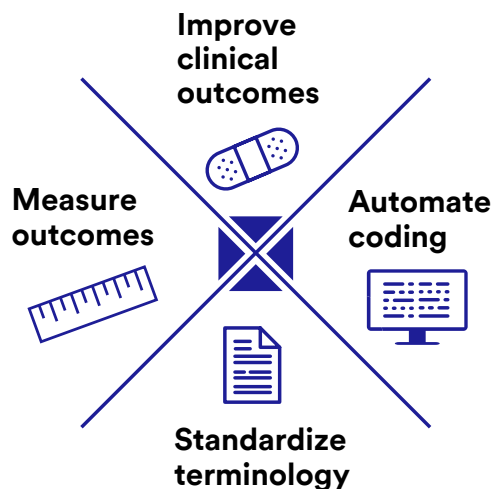 Improve
clinical
outcomes
Measure
outcomes
Automate
coding
Standardize
terminology